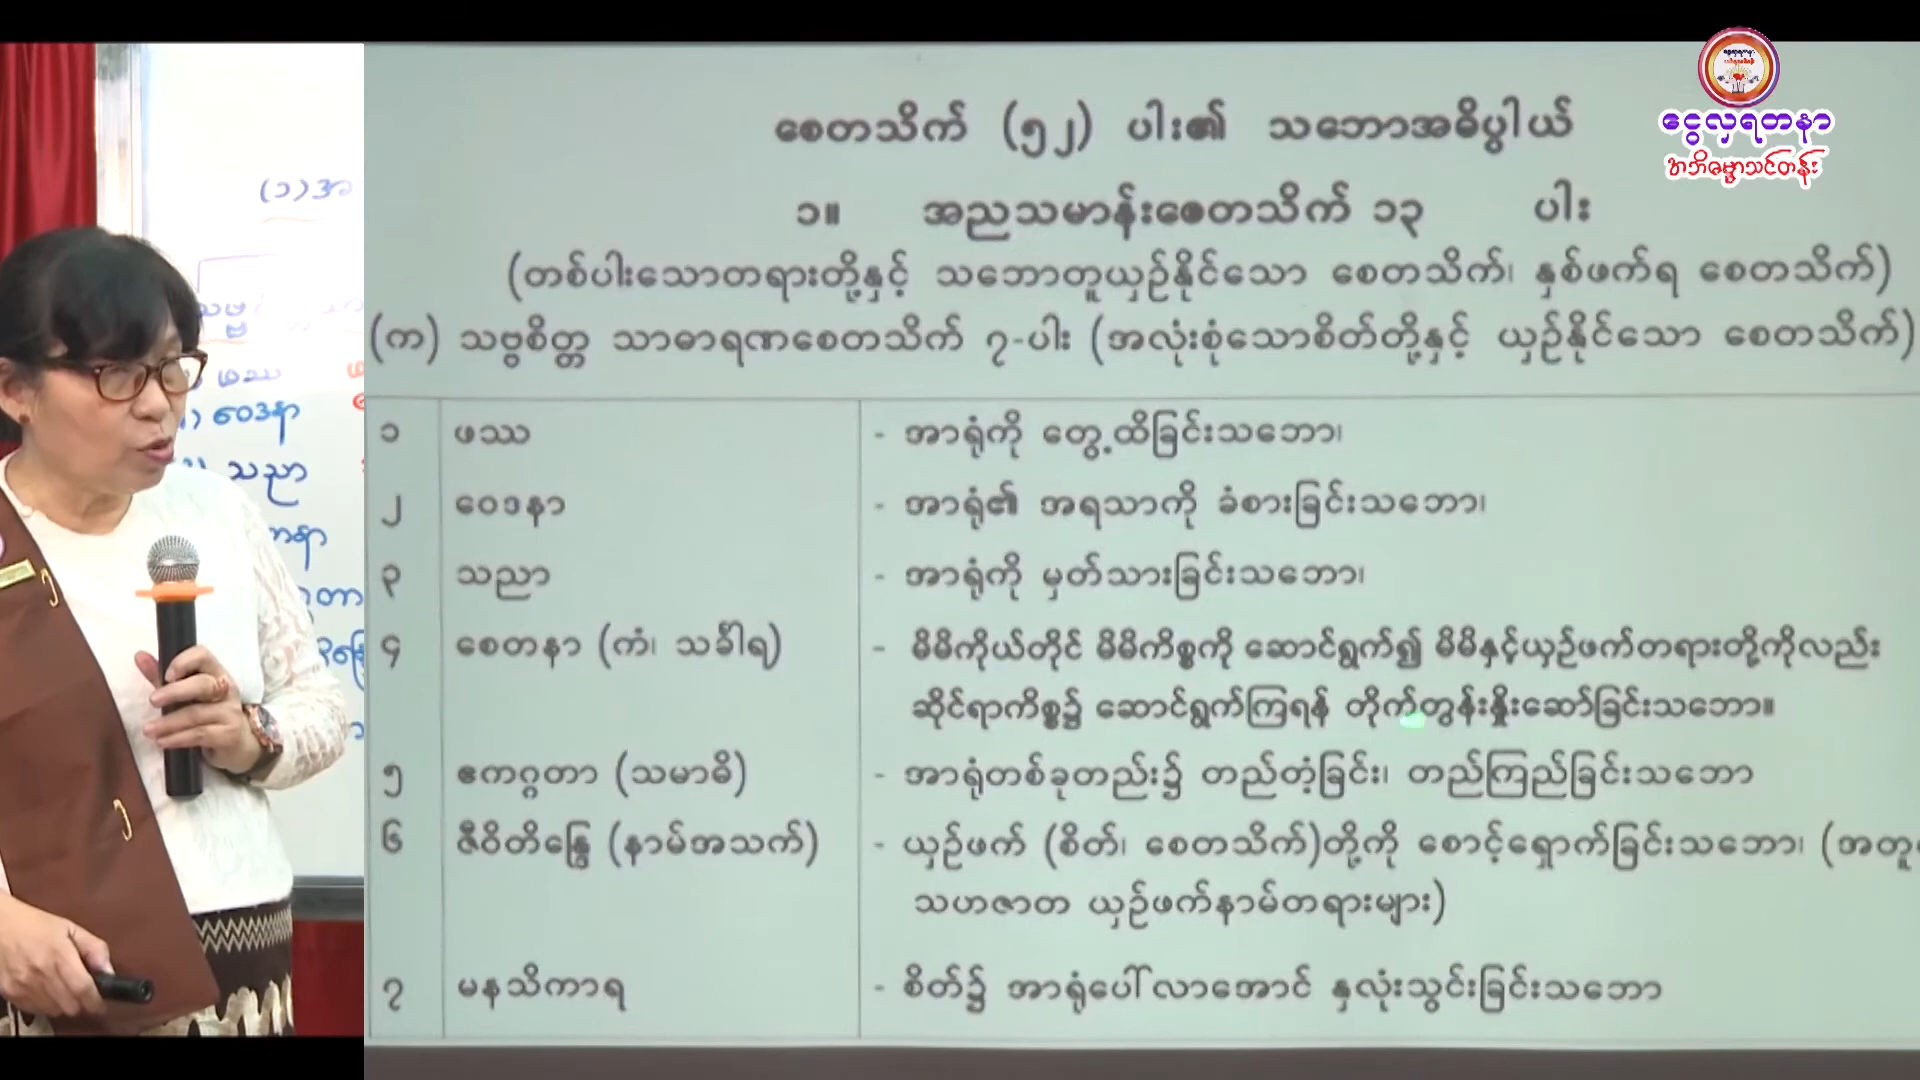 ငွေလှရတနာ
အဘိဓမ္မာသင်တန်း
စေတသိက် (၅၂) ပါး၏ သဘောအဓိပ္ပါယ်
၁။ အညသမာန်းစေတသိက် ၁၃ ပါး
(တစ်ပါးသောတရားတို့နှင့် သဘောတူယှဉ်နိုင်သော စေတသိက်၊ နှစ်ဖက်ရ စေတသိက်)
(က) သဗ္ဗစိတ္တ သာဓာရဏစေတသိက် ၇-ပါး (အလုံးစုံသောစိတ်တို့နှင့် ယှဉ်နိုင်သော စေတသိက်)
၁ ဖဿ - အာရုံကို တွေ့ထိခြင်းသဘော၊
၂ ဝေဒနာ - အာရုံ၏ အရသာကို ခံစားခြင်းသဘော၊
၃ သညာ - အာရုံကို မှတ်သားခြင်းသဘော၊
၄ စေတနာ (ကံ၊ သင်္ခါရ) - မိမိကိုယ်တိုင် မိမိကိစ္စကို ဆောင်ရွက်၍ မိမိနှင့်ယှဉ်ဖက်တရားတို့ကိုလည်း
ဆိုင်ရာကိစ္စ၌ ဆောင်ရွက်ကြရန် တိုက်တွန်းနှိုးဆော်ခြင်းသဘော။
၅ ဧကဂ္ဂတာ (သမာဓိ) - အာရုံတစ်ခုတည်း၌ တည်တံ့ခြင်း၊ တည်ကြည်ခြင်းသဘော
၆ ဇီဝိတိန္ဒြေ (နာမ်အသက်) - ယှဉ်ဖက် (စိတ်၊ စေတသိက်)တို့ကို စောင့်ရှောက်ခြင်းသဘော၊ (အတူ
သဟဇာတ ယှဉ်ဖက်နာမ်တရားများ)
၇ မနသိကာရ - စိတ်၌ အာရုံပေါ်လာအောင် နှလုံးသွင်းခြင်းသဘော
(၁) အ
ဖဿ
ဝေဒနာ
သညာ